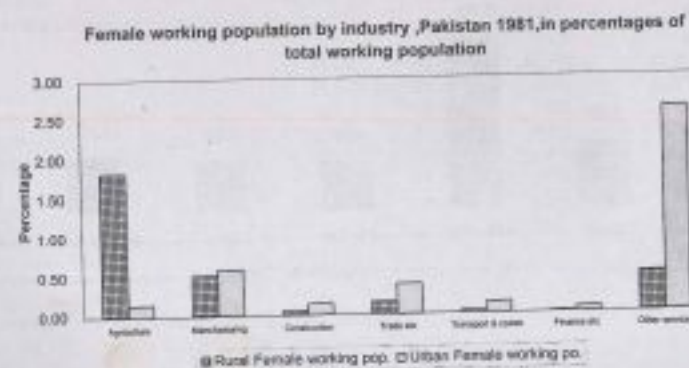 Female working population by industry ,Pakistan 1981,in percentages of
total working population
3.00
2.50
2.00
1.50
1.00
0.50
0.00
Percentage
Agriculture
Manufacturing
Construction
Trade etc
Transport &
Finance etc
Other services
Rural Female working pop. Urban Female working po.